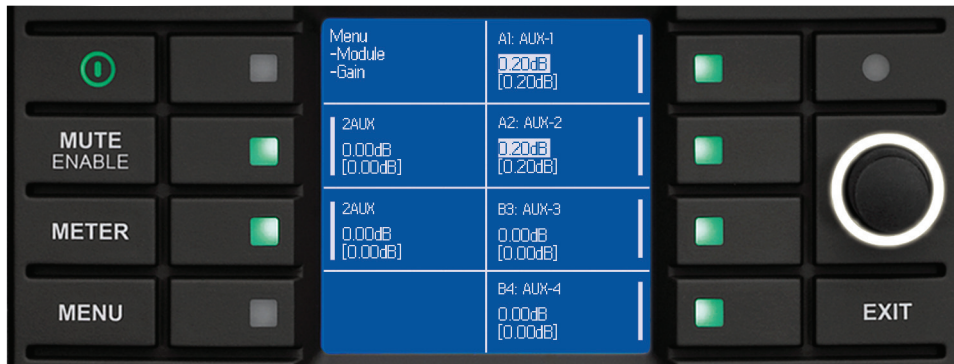 MUTE
ENABLE
METER
MENU
Menu
-Module
-Gain
2AUX
0.00dB
[0.00dB]
2AUX
0.00dB
[0.00dB]
A1: AUX-1
0.20dB
[0.20dB]
A2: AUX-2
0.20dB
[0.20dB]
B3: AUX-3
0.00dB
[0.00dB]
B4: AUX-4
0.00dB
[0.00dB]
EXIT